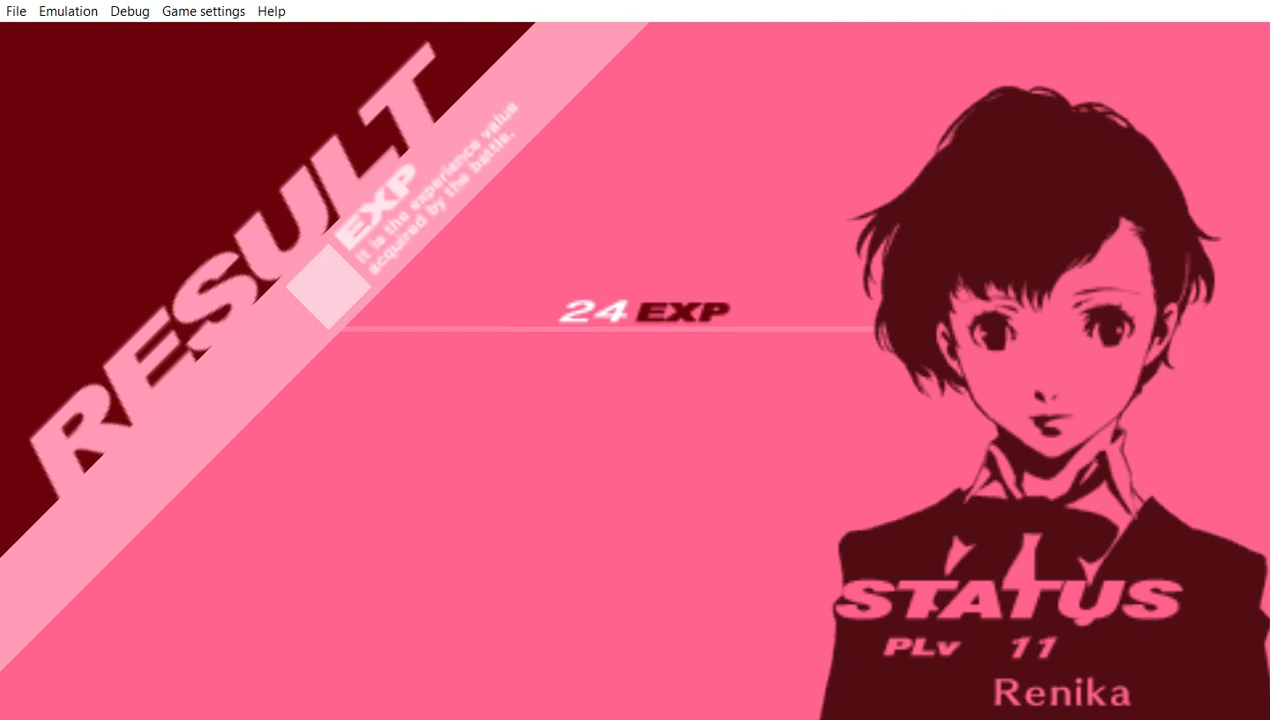 File Emulation Debug Game settings Help
RESULT
EXP
it is the experience value
acquired by the battle.
24 EXP
STATUS
PLv 11
Renika